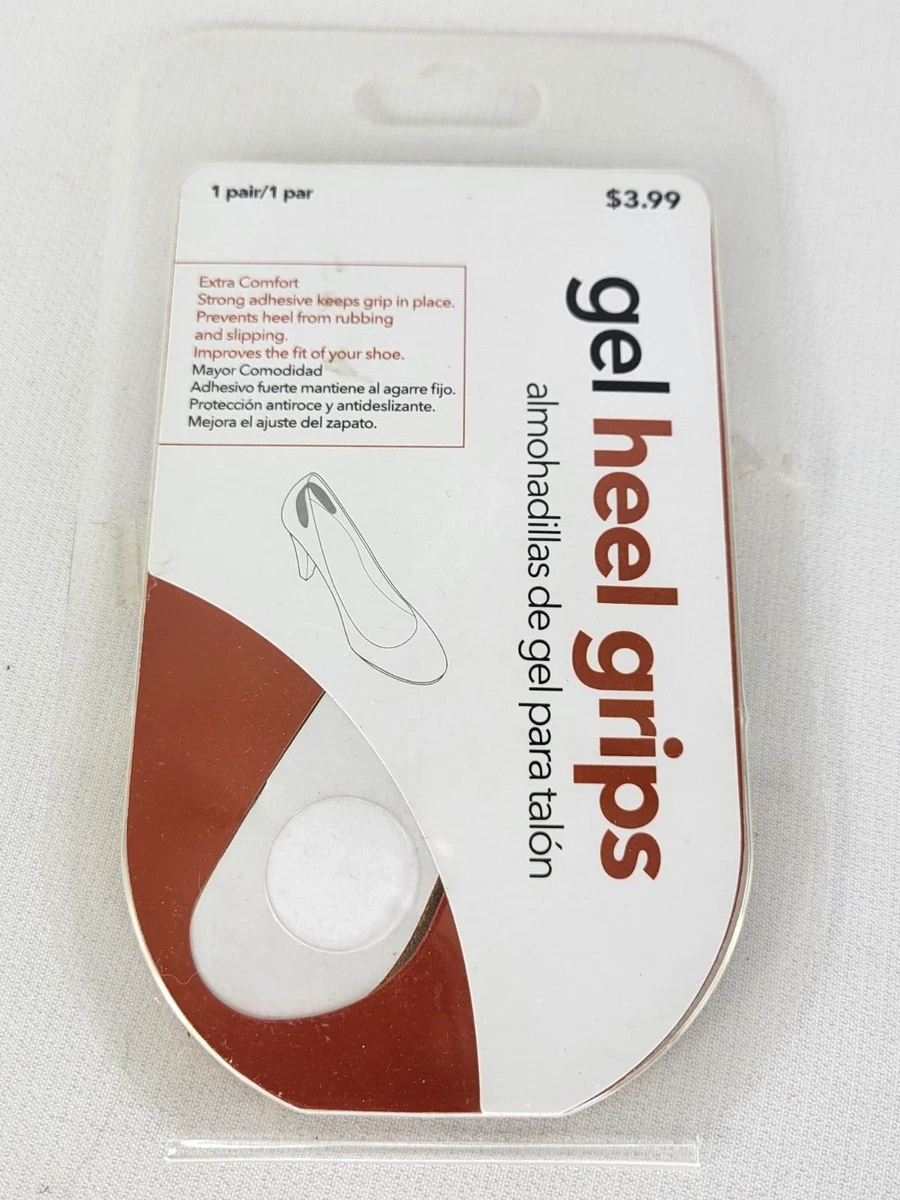 1 pair/1 par
$3.99
Extra Comfort
Strong adhesive keeps grip in place.
Prevents heel from rubbing
and slipping.
Improves the fit of your shoe.
Mayor Comodidad
Adhesivo fuerte mantiene al agarre fijo.
Protección antiroce y antideslizante.
Mejora el ajuste del zapato.
gel heel grips
almohadillas de gel para talón